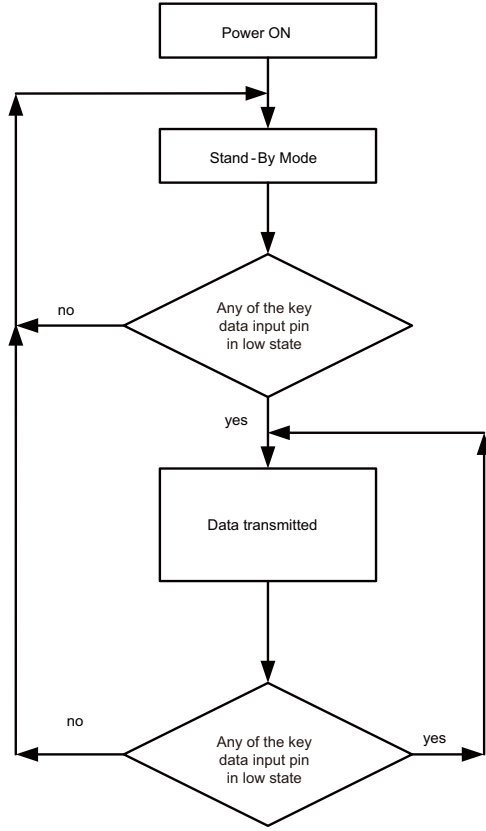 Power ON
Stand-By Mode
Any of the key
data input pin
in low state
no
yes
Data transmitted
no
Any of the key
data input pin
in low state
yes